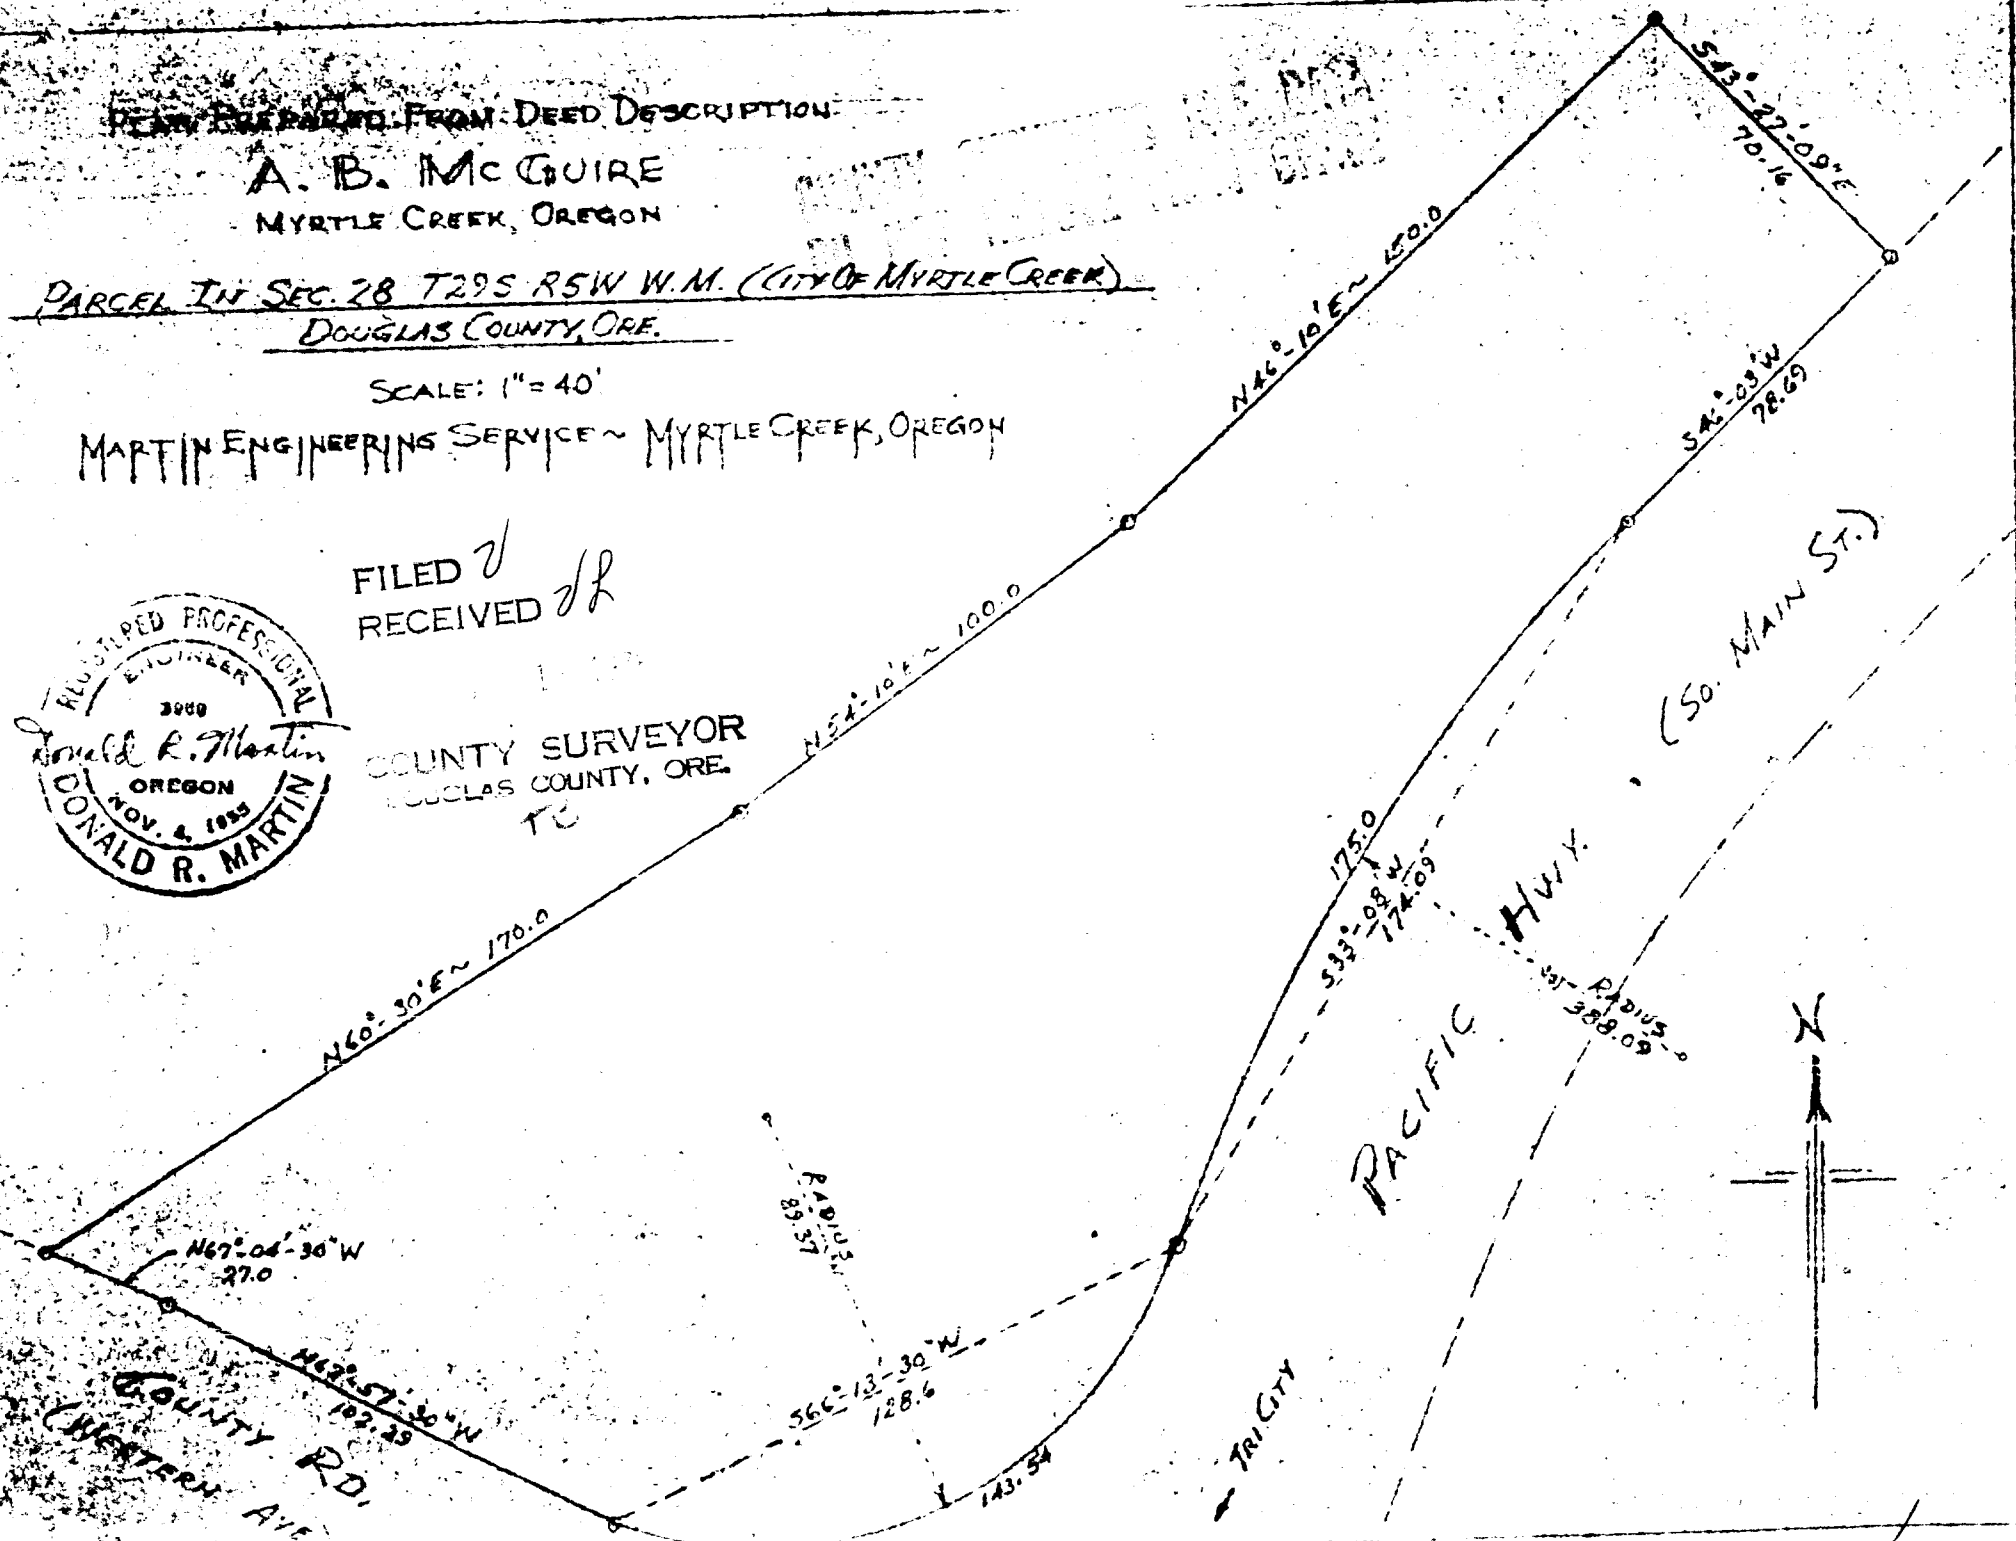 PLAN PREPARED FROM DEED DESCRIPTION
A. B. MCGUIRE
MYRTLE CREEK, OREGON
PARCEL IN SEC. 28 T29S R5W W.M. (CITY OF MYRTLE CREEK)
DOUGLAS COUNTY, ORE.
SCALE: 1" = 40'
MARTIN ENGINEERING SERVICE ~ MYRTLE CREEK, OREGON
FILED
RECEIVED
COUNTY SURVEYOR
DOUGLAS COUNTY, ORE.
REGISTERED PROFESSIONAL
ENGINEER
Donald R. Martin
OREGON
NOV. 4, 1955
DONALD R. MARTIN
COUNTY
S43°-27'-09"E
70.16
N46°-10'E ~ 150.0
S46°-03'W
78.69
N54°-10'E ~ 100.0
(SO. MAIN ST.)
175.0
S33°-08'W
174.09
PACIFIC HWY.
RADIUS
388.09
N60°-30'E ~ 170.0
N
RADIUS
89.37
N67°-04'-30"W
27.0
S66°-13'-30"W
128.6
N62°-57'-30"W
102.29
143.54
TRI CITY
COUNTY RD.
(WESTERN AVE